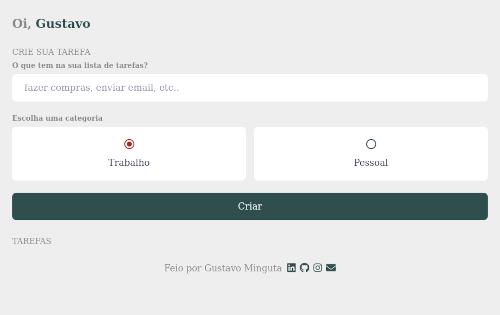 Oi, Gustavo
CRIE SUA TAREFA
O que tem na sua lista de tarefas?
fazer compras, enviar email, etc..
Escolha uma categoria
Trabalho
Pessoal
Criar
TAREFAS
Feio por Gustavo Minguta